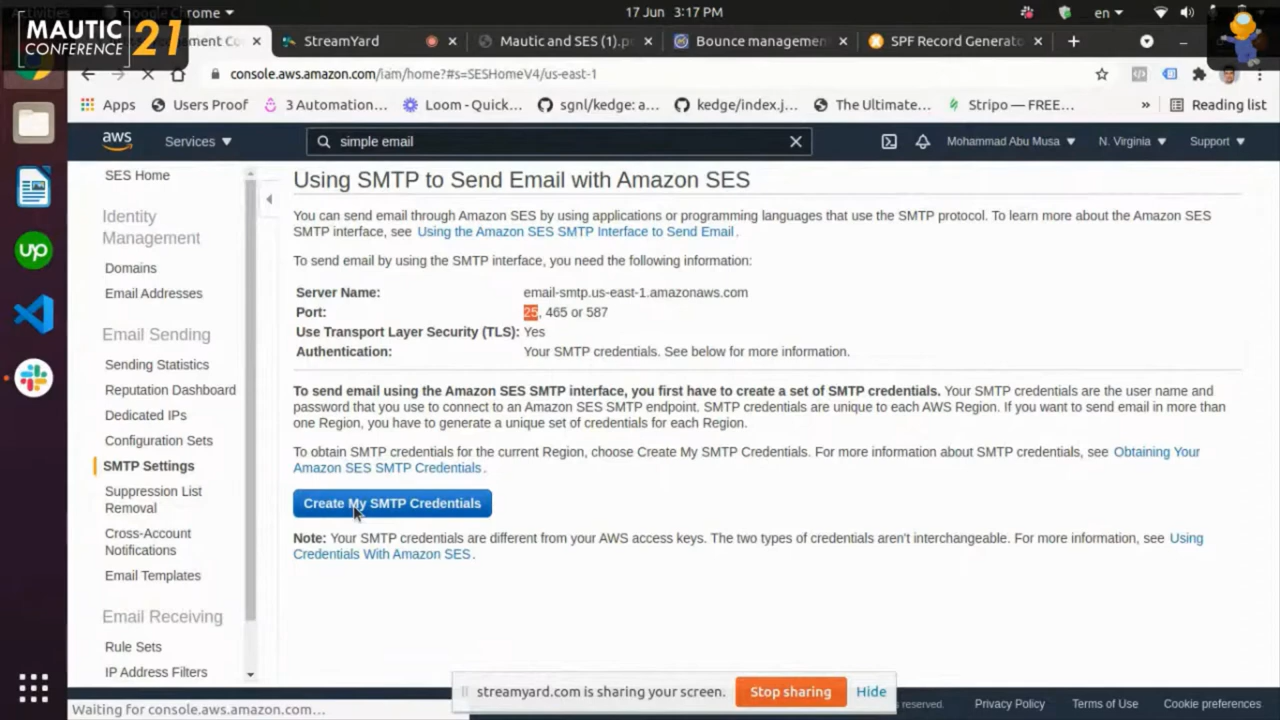 17 Jun 3:17 PM
en
MAUTIC
CONFERENCE
21
StreamYard
Mautic and SES (1).p
Bounce managemen
SPF Record Generato
console.aws.amazon.com/iam/home?#s=SESHomeV4/us-east-1
Apps
Users Proof
3 Automation...
Loom - Quick...
sgnl/kedge: a...
kedge/index.j...
The Ultimate...
Stripo — FREE...
»
Reading list
aws
Services
simple email
Mohammad Abu Musa
N. Virginia
Support
SES Home
Identity
Management
Domains
Email Addresses
Email Sending
Sending Statistics
Reputation Dashboard
Dedicated IPs
Configuration Sets
SMTP Settings
Suppression List
Removal
Cross-Account
Notifications
Email Templates
Email Receiving
Rule Sets
IP Address Filters
Using SMTP to Send Email with Amazon SES
You can send email through Amazon SES by using applications or programming languages that use the SMTP protocol. To learn more about the Amazon SES
SMTP interface, see Using the Amazon SES SMTP Interface to Send Email.
To send email by using the SMTP interface, you need the following information:
Server Name: email-smtp.us-east-1.amazonaws.com
Port: 25, 465 or 587
Use Transport Layer Security (TLS): Yes
Authentication: Your SMTP credentials. See below for more information.
To send email using the Amazon SES SMTP interface, you first have to create a set of SMTP credentials. Your SMTP credentials are the user name and
password that you use to connect to an Amazon SES SMTP endpoint. SMTP credentials are unique to each AWS Region. If you want to send email in more than
one Region, you have to generate a unique set of credentials for each Region.
To obtain SMTP credentials for the current Region, choose Create My SMTP Credentials. For more information about SMTP credentials, see Obtaining Your
Amazon SES SMTP Credentials.
Create My SMTP Credentials
Note: Your SMTP credentials are different from your AWS access keys. The two types of credentials aren't interchangeable. For more information, see Using
Credentials With Amazon SES.
up
streamyard.com is sharing your screen.
Stop sharing
Hide
Waiting for console.aws.amazon.com...
reserved.
Privacy Policy
Terms of Use
Cookie preferences